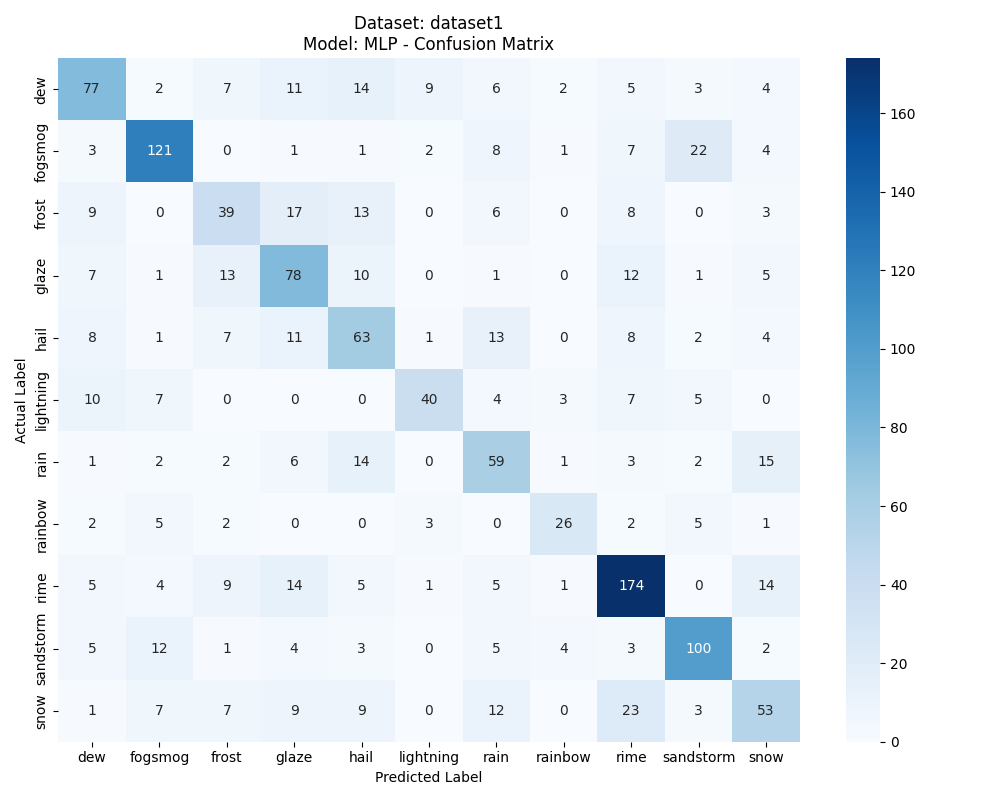 Dataset: dataset1
Model: MLP - Confusion Matrix
Actual Label
dew 77 2 7 11 14 9 6 2 5 3 4
fogsmog 3 121 0 1 1 2 8 1 7 22 4
frost 9 0 39 17 13 0 6 0 8 0 3
glaze 7 1 13 78 10 0 1 0 12 1 5
hail 8 1 7 11 63 1 13 0 8 2 4
lightning 10 7 0 0 0 40 4 3 7 5 0
rain 1 2 2 6 14 0 59 1 3 2 15
rainbow 2 5 2 0 0 3 0 26 2 5 1
rime 5 4 9 14 5 1 5 1 174 0 14
sandstorm 5 12 1 4 3 0 5 4 3 100 2
snow 1 7 7 9 9 0 12 0 23 3 53
dew fogsmog frost glaze hail lightning rain rainbow rime sandstorm snow
Predicted Label
160
140
120
100
80
60
40
20
0